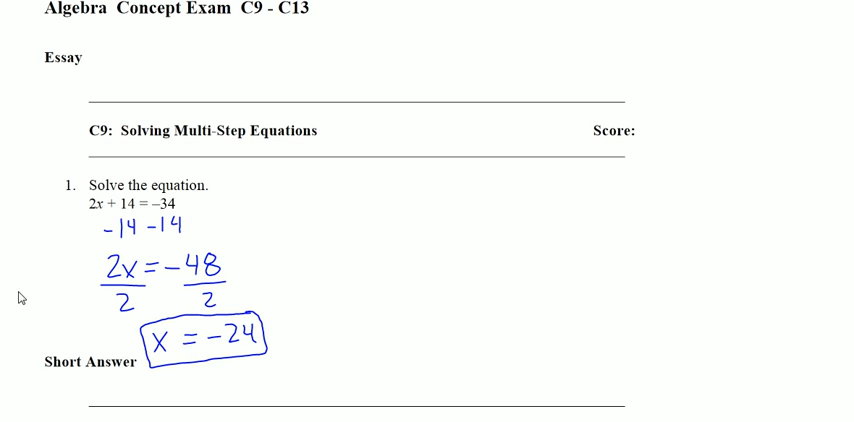 Algebra Concept Exam C9 - C13
Essay
C9: Solving Multi-Step Equations Score:
1. Solve the equation.
2x + 14 = –34
-14 -14
2x = -48
2 2
x = -24
Short Answer